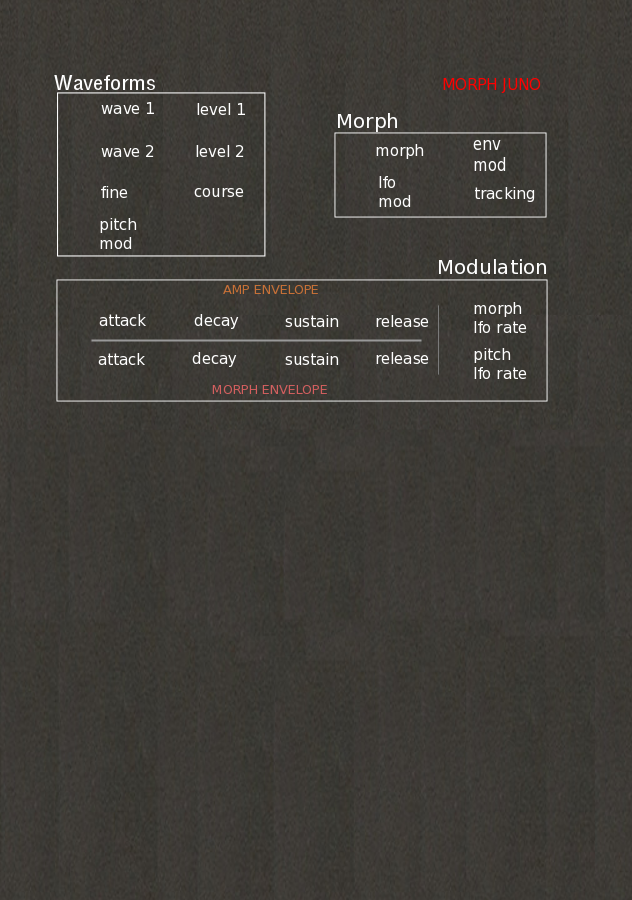 Waveforms
MORPH JUNO
wave 1 level 1
wave 2 level 2
fine course
pitch
mod
Morph
morph env
mod
lfo
mod tracking
Modulation
AMP ENVELOPE
attack decay sustain release
attack decay sustain release
MORPH ENVELOPE
morph
lfo rate
pitch
lfo rate